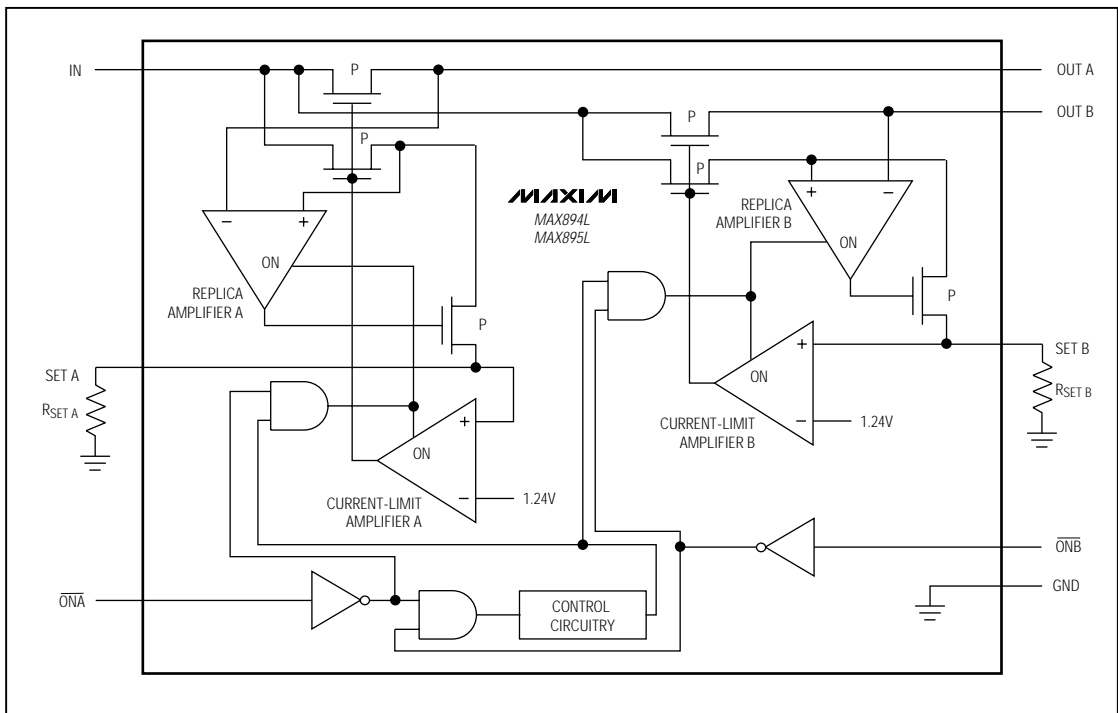 IN
P
OUT A
OUT B
P
P
P
MAXIM
MAX894L
MAX895L
REPLICA
AMPLIFIER B
+
−
ON
−
+
ON
REPLICA
AMPLIFIER A
P
P
SET A
RSET A
SET B
RSET B
+
ON
−
1.24V
CURRENT-LIMIT
AMPLIFIER B
+
ON
−
1.24V
CURRENT-LIMIT
AMPLIFIER A
ONB
GND
ONA
CONTROL
CIRCUITRY